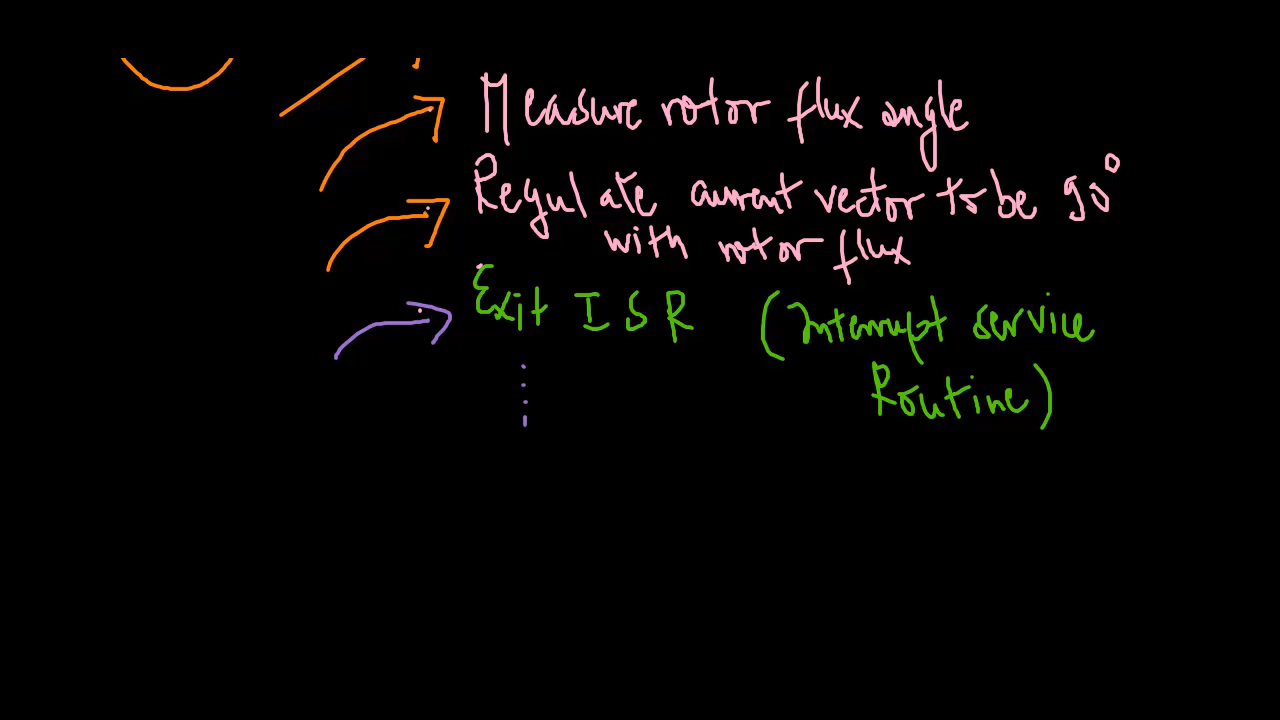 Measure rotor flux angle
Regulate current vector to be 90°
with rotor flux
Exit ISR (Interrupt service
Routine)